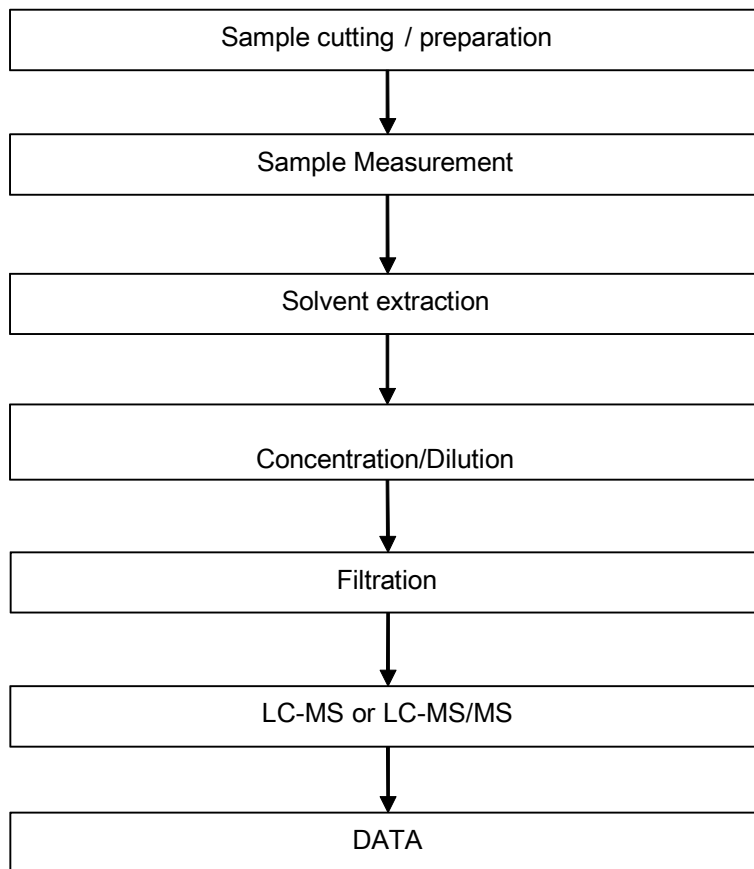 Sample cutting / preparation
Sample Measurement
Solvent extraction
Concentration/Dilution
Filtration
LC-MS or LC-MS/MS
DATA